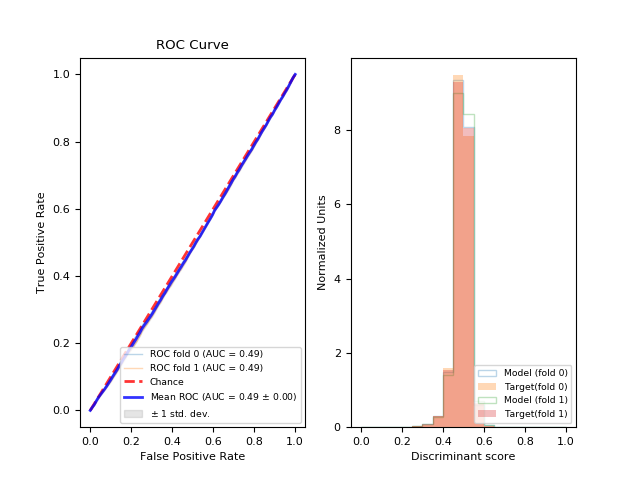 ROC Curve
True Positive Rate
1.0
0.8
0.6
0.4
0.2
0.0
ROC fold 0 (AUC = 0.49)
ROC fold 1 (AUC = 0.49)
Chance
Mean ROC (AUC = 0.49 ± 0.00)
± 1 std. dev.
0.0 0.2 0.4 0.6 0.8 1.0
False Positive Rate
Normalized Units
8
6
4
2
0
Model (fold 0)
Target(fold 0)
Model (fold 1)
Target(fold 1)
0.0 0.2 0.4 0.6 0.8 1.0
Discriminant score